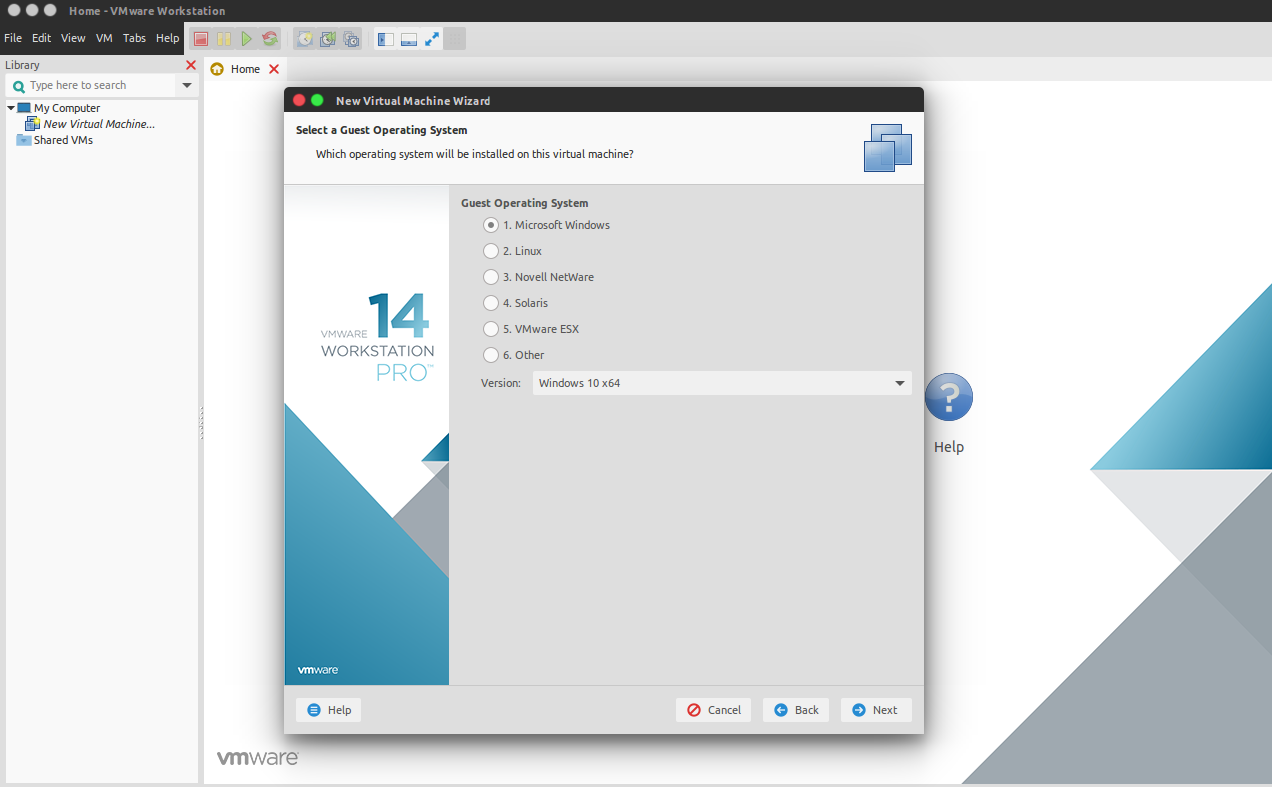 Home - VMware Workstation
File Edit View VM Tabs Help
Library
Type here to search
My Computer
New Virtual Machine...
Shared VMs
Home
New Virtual Machine Wizard
Select a Guest Operating System
Which operating system will be installed on this virtual machine?
VMWARE 14
WORKSTATION
PRO™
vmware
Guest Operating System
1. Microsoft Windows
2. Linux
3. Novell NetWare
4. Solaris
5. VMware ESX
6. Other
Version: Windows 10 x64
Help Cancel Back Next
?
Help
vmware